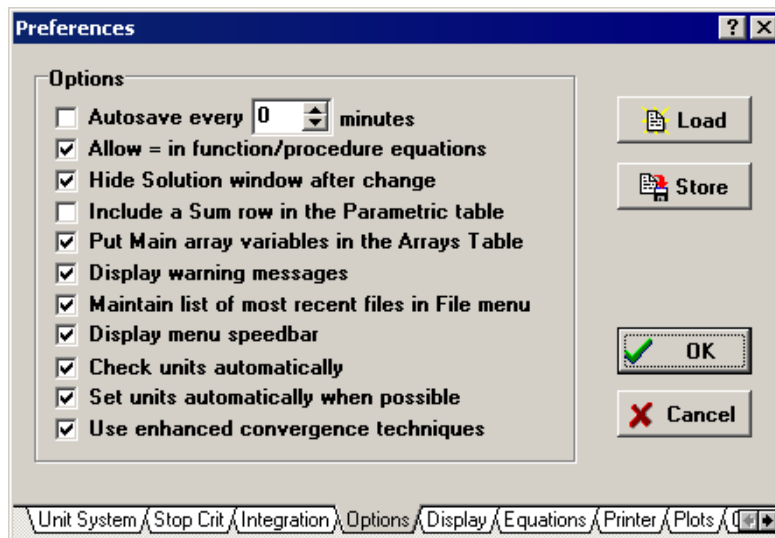 Preferences
Options
Autosave every 0 minutes
Allow = in function/procedure equations
Hide Solution window after change
Include a Sum row in the Parametric table
Put Main array variables in the Arrays Table
Display warning messages
Maintain list of most recent files in File menu
Display menu speedbar
Check units automatically
Set units automatically when possible
Use enhanced convergence techniques
Load
Store
OK
Cancel
Unit System Stop Crit Integration Options Display Equations Printer Plots